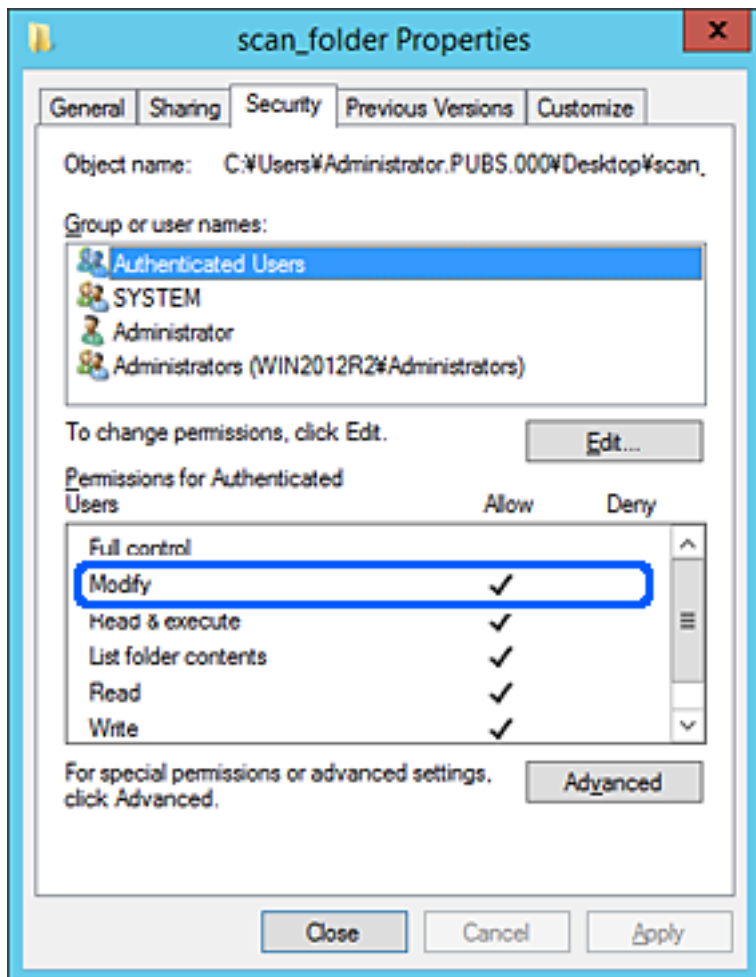 scan_folder Properties
General Sharing Security Previous Versions Customize
Object name: C:¥Users¥Administrator.PUBS.000¥Desktop¥scan_
Group or user names:
Authenticated Users
SYSTEM
Administrator
Administrators (WIN2012R2¥Administrators)
To change permissions, click Edit.
Edit...
Permissions for Authenticated
Users Allow Deny
Full control
Modify
Read & execute
List folder contents
Read
Write
For special permissions or advanced settings,
click Advanced.
Advanced
Close Cancel Apply